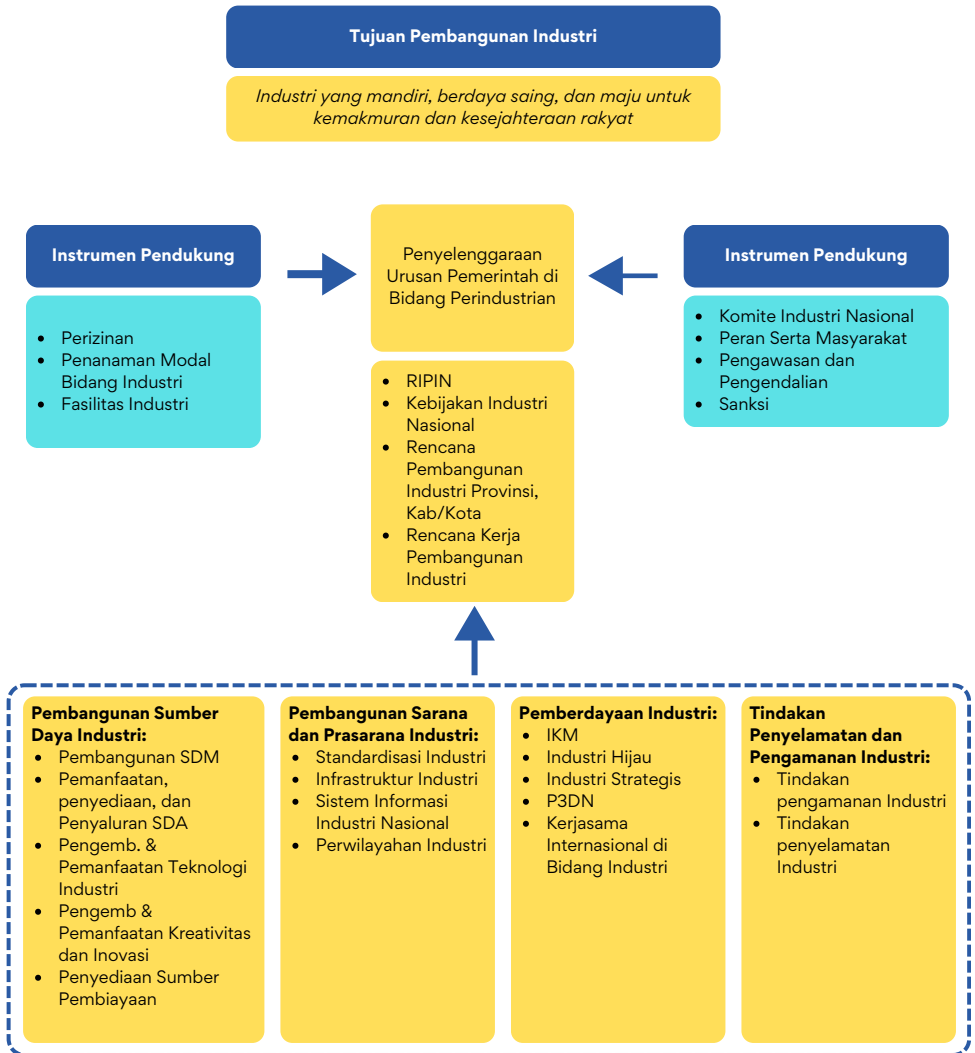 Tujuan Pembangunan Industri
Industri yang mandiri, berdaya saing, dan maju untuk
kemakmuran dan kesejahteraan rakyat
Instrumen Pendukung
• Perizinan
• Penanaman Modal
Bidang Industri
• Fasilitas Industri
Penyelenggaraan
Urusan Pemerintah di
Bidang Perindustrian
• RIPIN
• Kebijakan Industri
Nasional
• Rencana
Pembangunan
Industri Provinsi,
Kab/Kota
• Rencana Kerja
Pembangunan
Industri
Instrumen Pendukung
• Komite Industri Nasional
• Peran Serta Masyarakat
• Pengawasan dan
Pengendalian
• Sanksi
Pembangunan Sumber
Daya Industri:
• Pembangunan SDM
• Pemanfaatan,
penyediaan, dan
Penyaluran SDA
• Pengemb. &
Pemanfaatan Teknologi
Industri
• Pengemb &
Pemanfaatan Kreativitas
dan Inovasi
• Penyediaan Sumber
Pembiayaan
Pembangunan Sarana
dan Prasarana Industri:
• Standardisasi Industri
• Infrastruktur Industri
• Sistem Informasi
Industri Nasional
• Perwilayahan Industri
Pemberdayaan Industri:
• IKM
• Industri Hijau
• Industri Strategis
• P3DN
• Kerjasama
Internasional di
Bidang Industri
Tindakan
Penyelamatan dan
Pengamanan Industri:
• Tindakan
pengamanan Industri
• Tindakan
penyelamatan
Industri